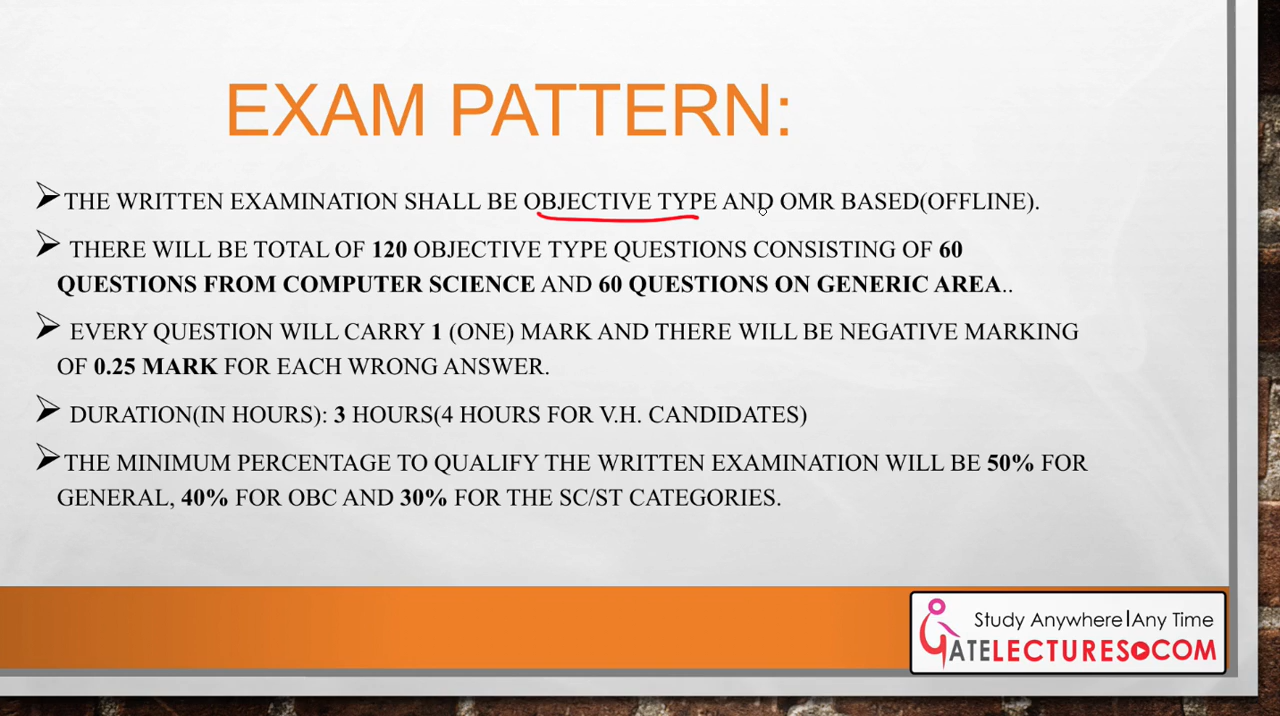 EXAM PATTERN:
THE WRITTEN EXAMINATION SHALL BE OBJECTIVE TYPE AND OMR BASED(OFFLINE).
THERE WILL BE TOTAL OF 120 OBJECTIVE TYPE QUESTIONS CONSISTING OF 60
QUESTIONS FROM COMPUTER SCIENCE AND 60 QUESTIONS ON GENERIC AREA..
EVERY QUESTION WILL CARRY 1 (ONE) MARK AND THERE WILL BE NEGATIVE MARKING
OF 0.25 MARK FOR EACH WRONG ANSWER.
DURATION(IN HOURS): 3 HOURS(4 HOURS FOR V.H. CANDIDATES)
THE MINIMUM PERCENTAGE TO QUALIFY THE WRITTEN EXAMINATION WILL BE 50% FOR
GENERAL, 40% FOR OBC AND 30% FOR THE SC/ST CATEGORIES.
Study Anywhere|Any Time
GATELECTURES.COM